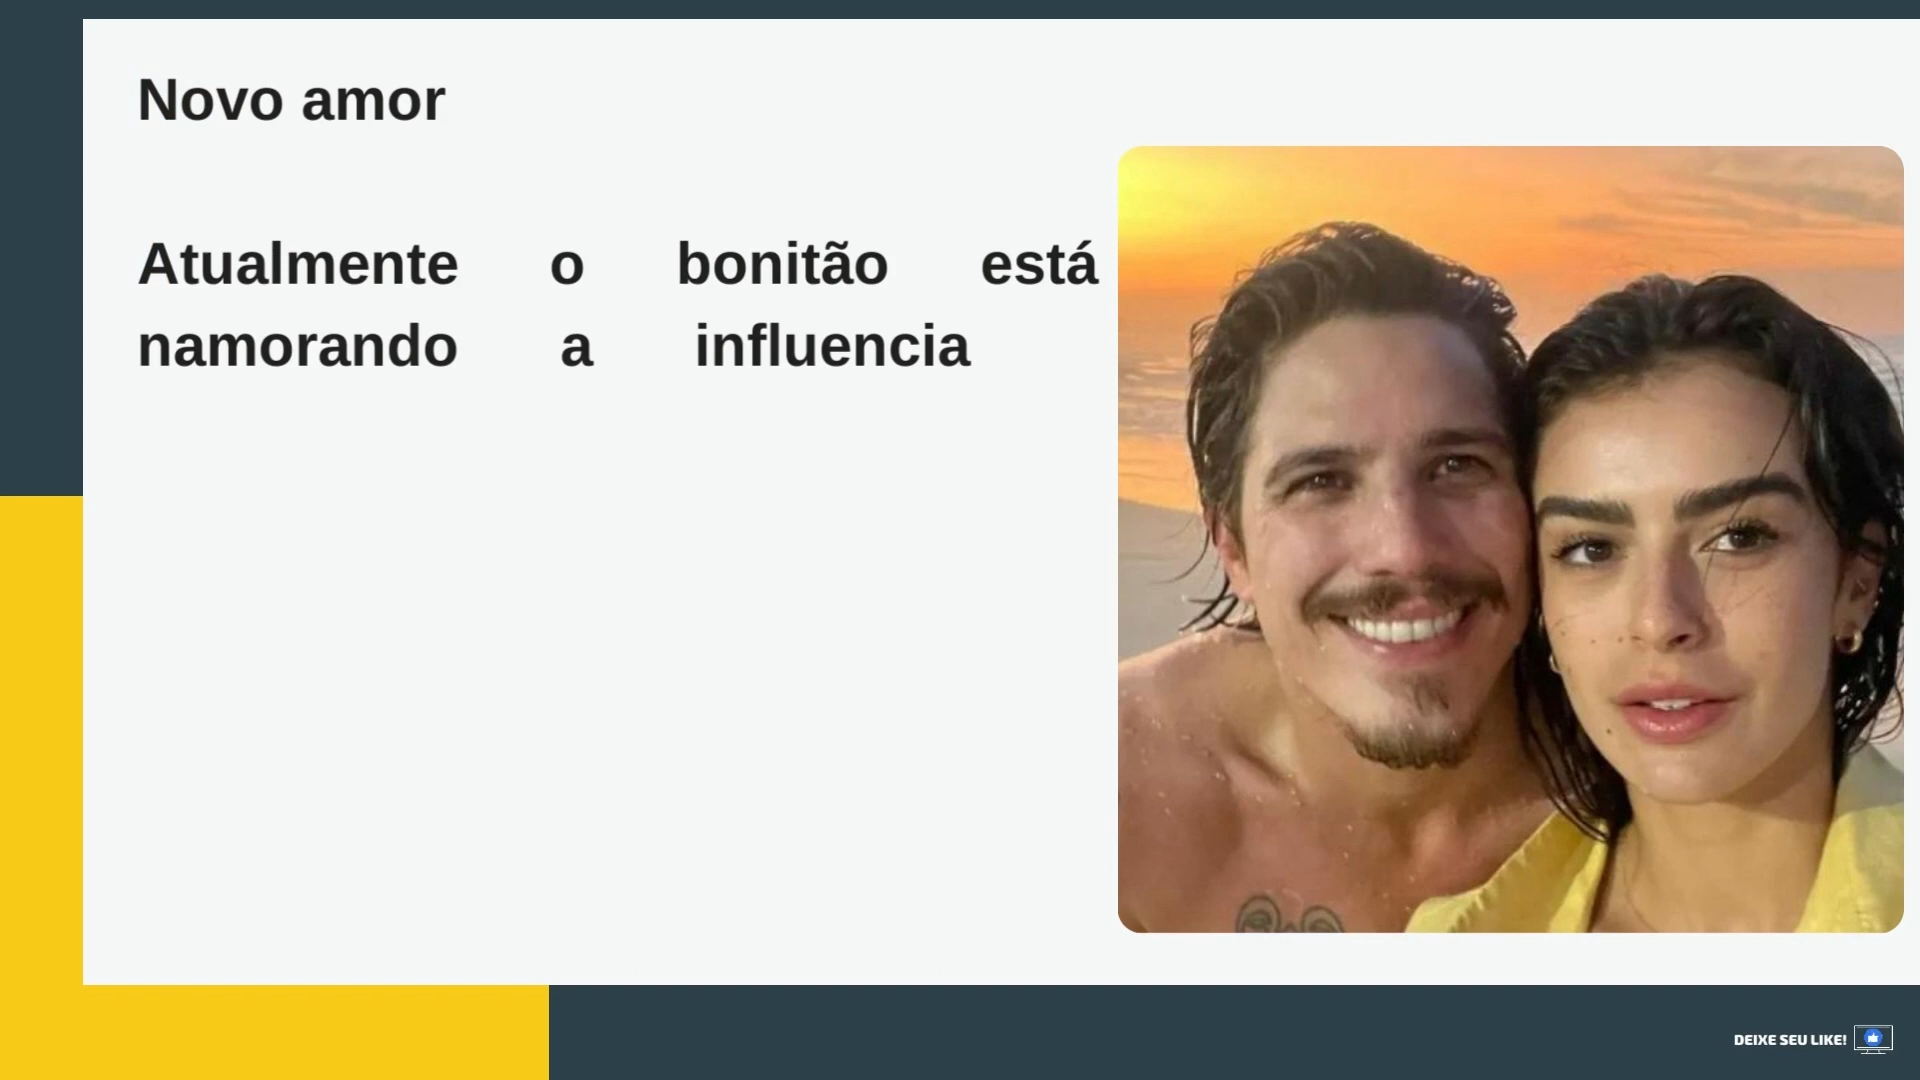 Novo amor
Atualmente o bonitão está
namorando a influencia
DEIXE SEU LIKE!